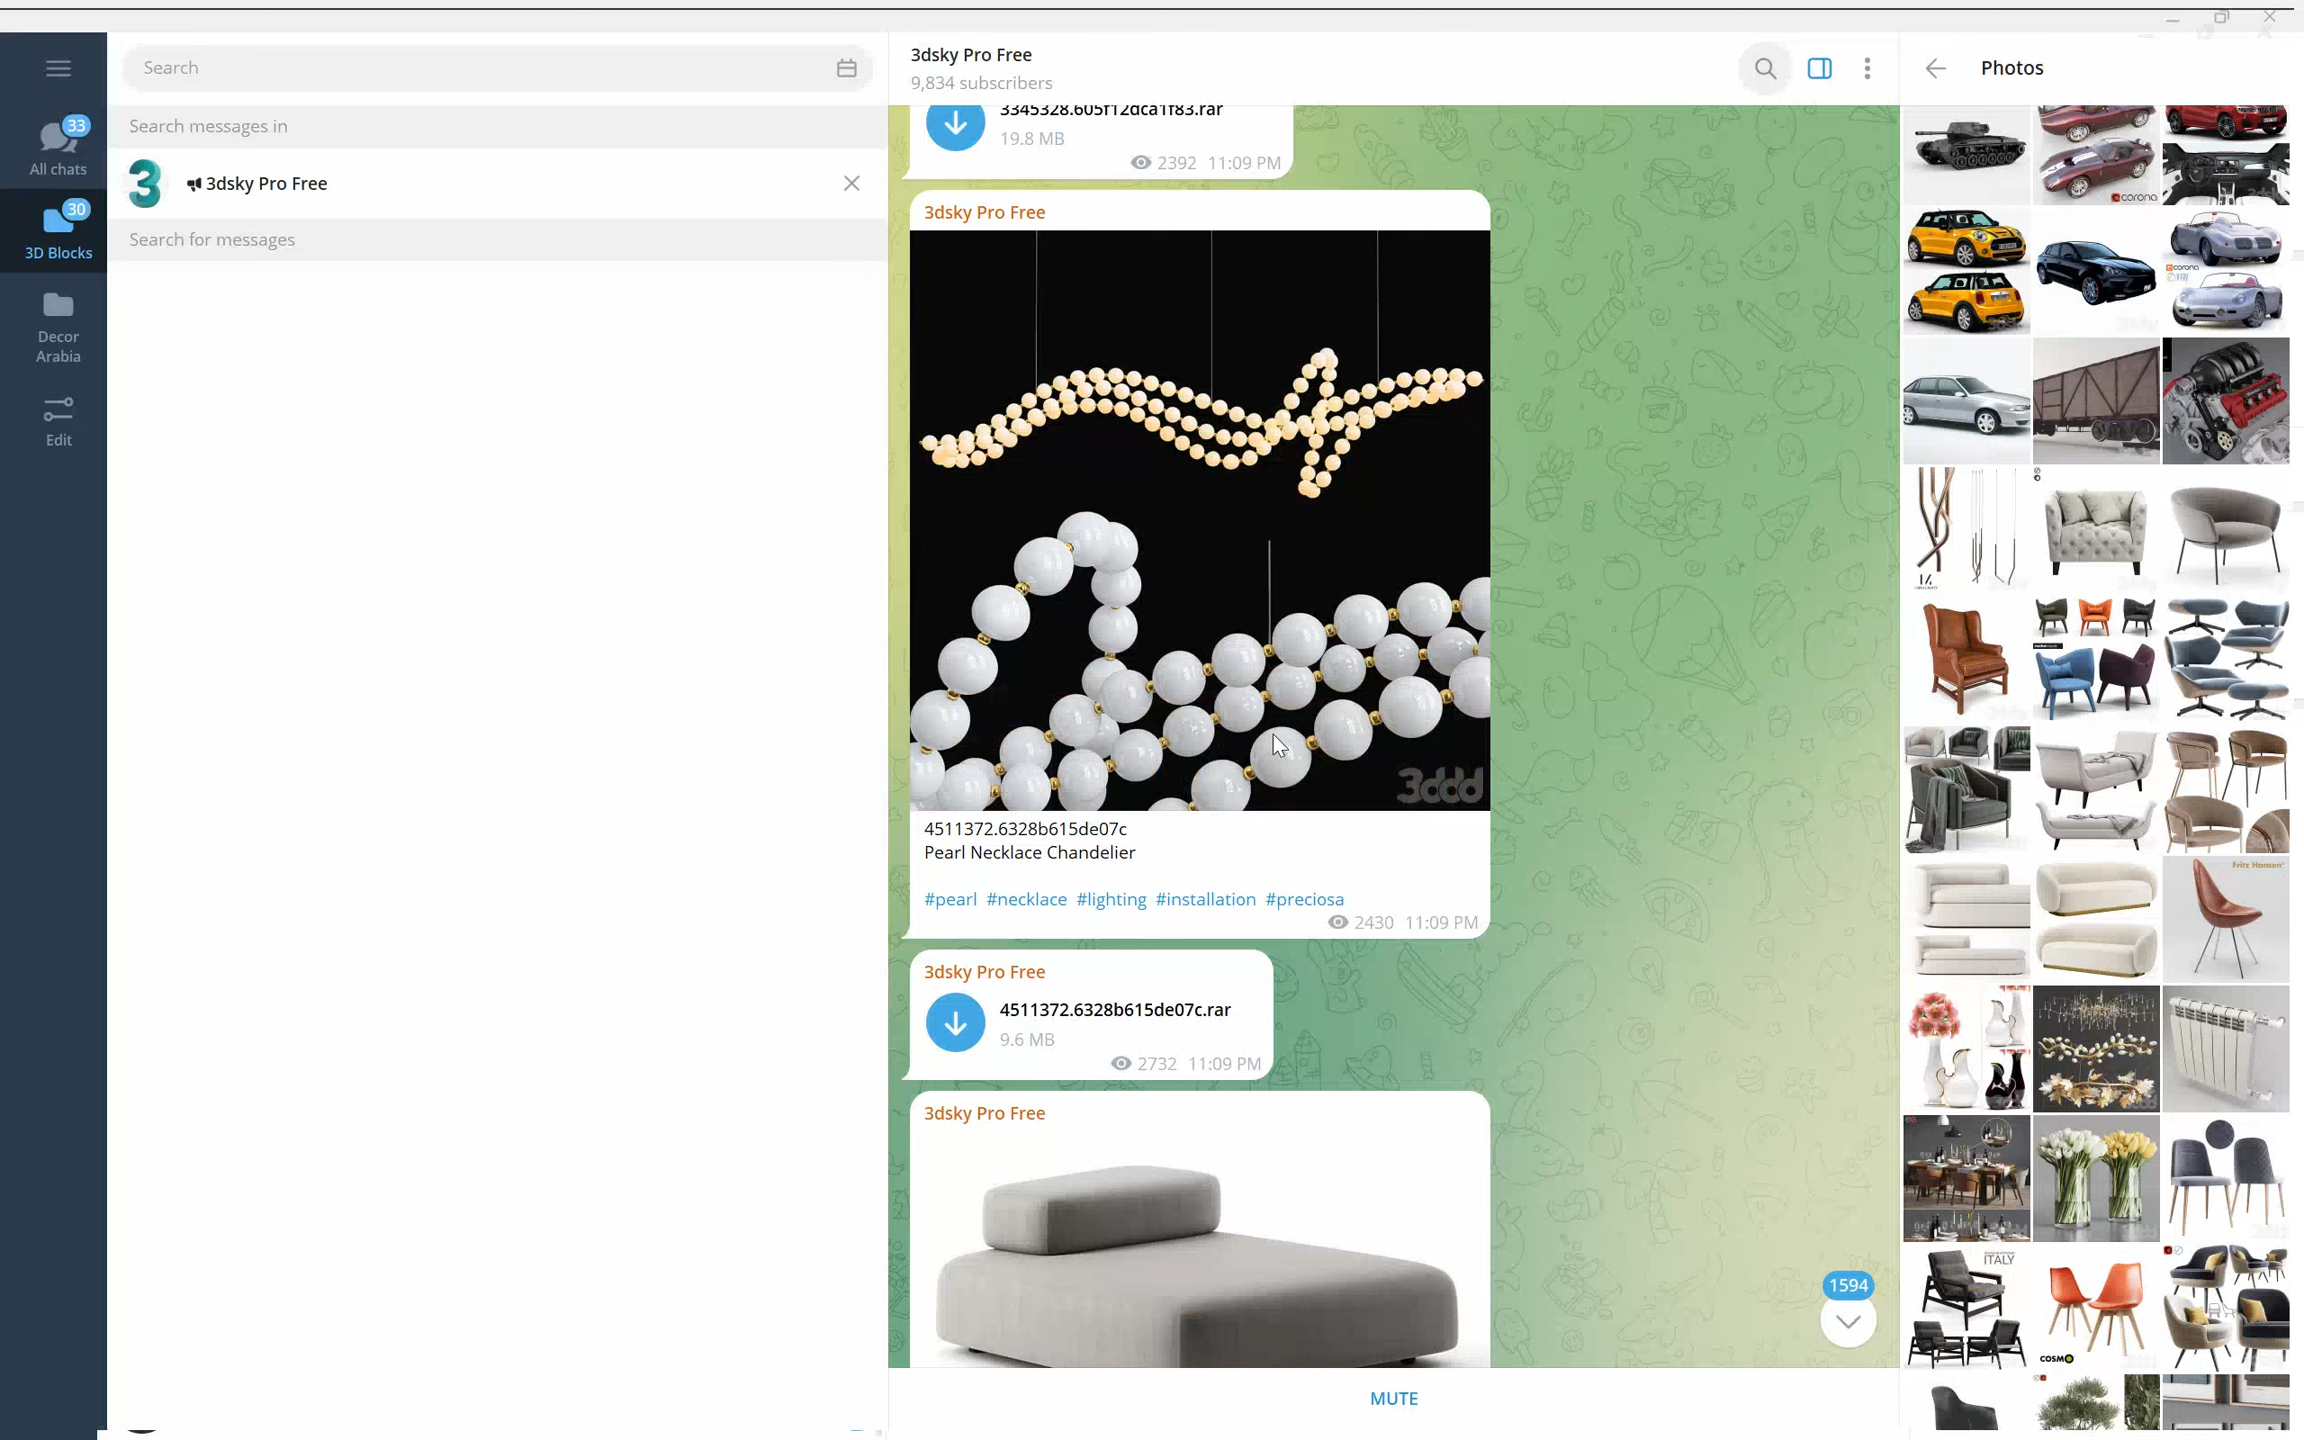 Search
3dsky Pro Free
9,834 subscribers
Photos
33
All chats
30
3D Blocks
Decor
Arabia
Edit
Search messages in
3dsky Pro Free
Search for messages
3345328.605f12dca1f83.rar
19.8 MB
2392 11:09 PM
3dsky Pro Free
3ddd
4511372.6328b615de07c
Pearl Necklace Chandelier
#pearl #necklace #lighting #installation #preciosa
2430 11:09 PM
3dsky Pro Free
4511372.6328b615de07c.rar
9.6 MB
2732 11:09 PM
3dsky Pro Free
1594
MUTE
corona
corona
Fritz Hansen
ITALY
COSMO